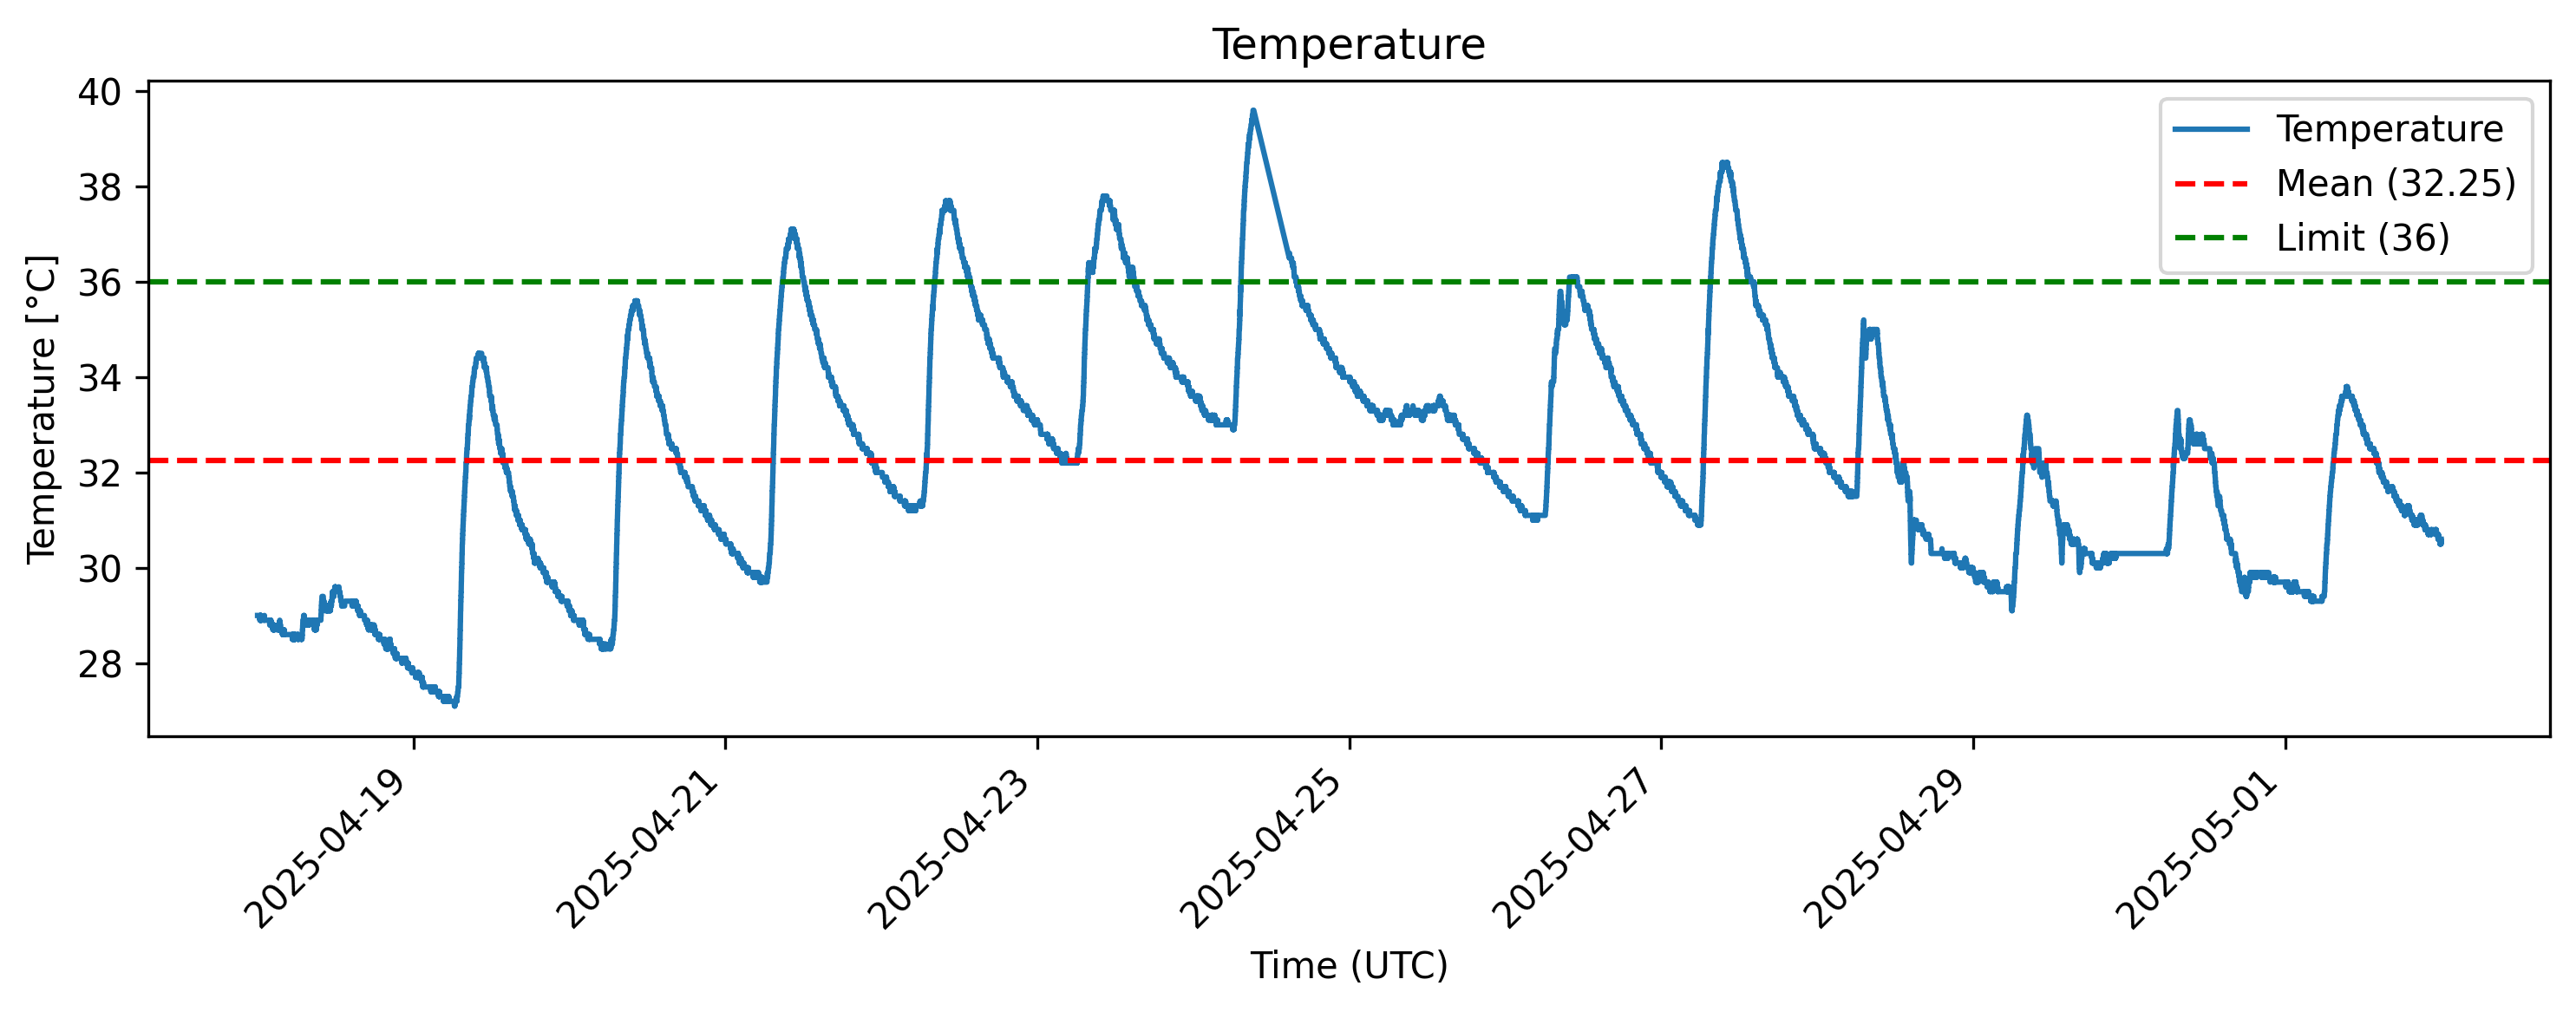 Temperature
Temperature [°C]
40
38
36
34
32
30
28
Temperature
Mean (32.25)
Limit (36)
2025-04-19
2025-04-21
2025-04-23
2025-04-25
2025-04-27
2025-04-29
2025-05-01
Time (UTC)